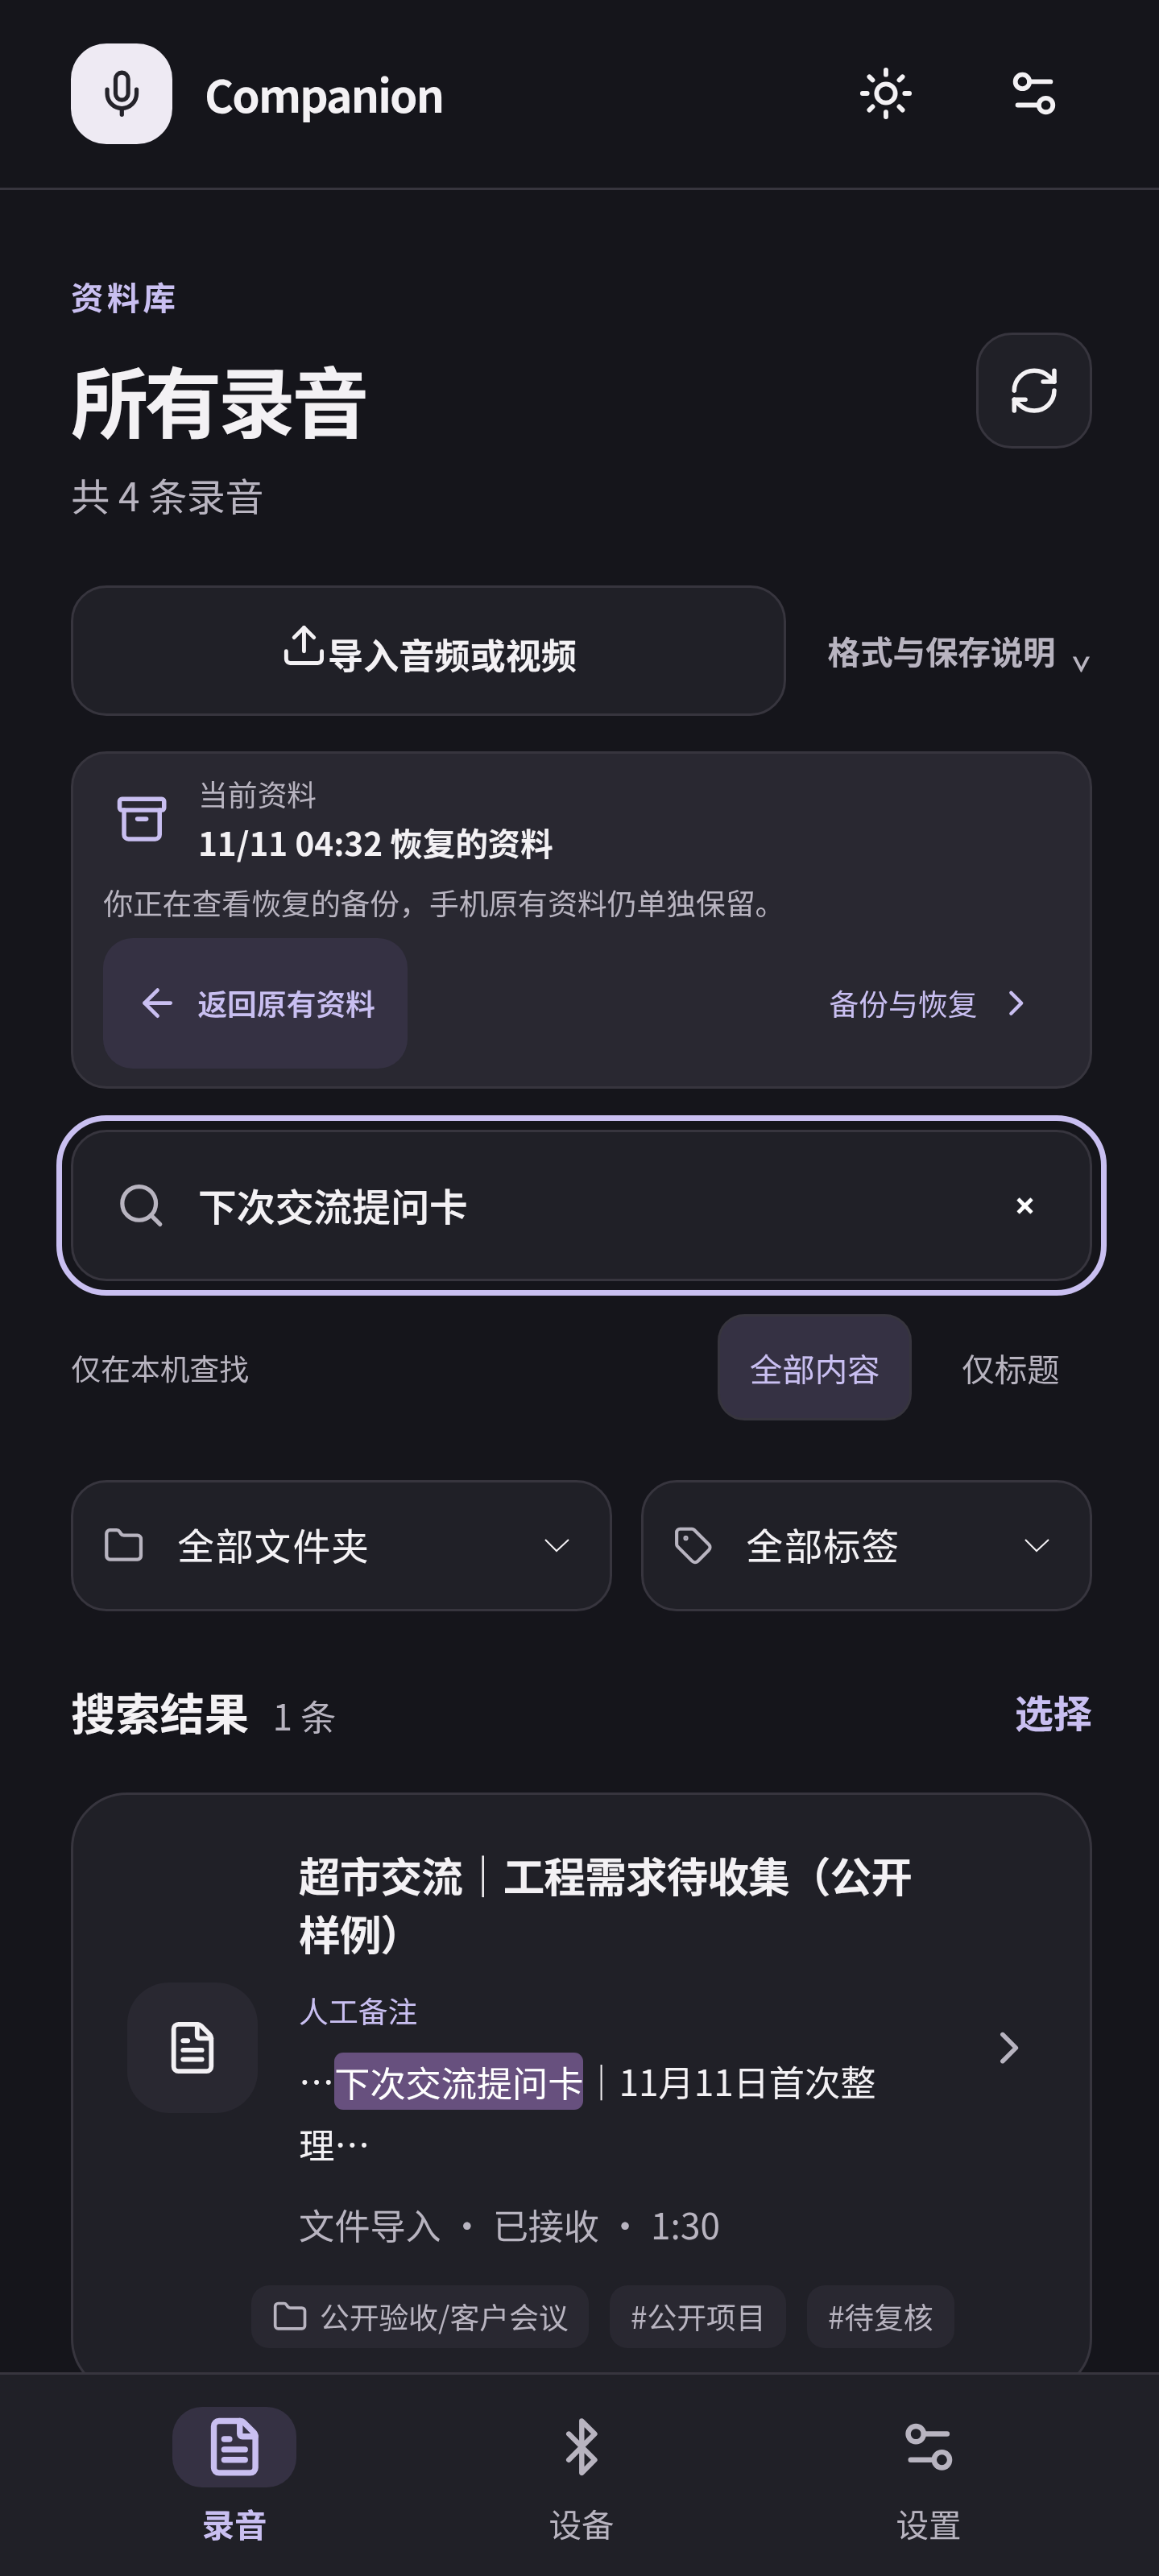 Companion
资料库
所有录音
共 4 条录音
导入音频或视频
格式与保存说明
当前资料
11/11 04:32 恢复的资料
你正在查看恢复的备份，手机原有资料仍单独保留。
返回原有资料
备份与恢复
下次交流提问卡
仅在本机查找
全部内容
仅标题
全部文件夹
全部标签
搜索结果 1 条
选择
超市交流｜工程需求待收集（公开
样例）
人工备注
…下次交流提问卡｜11月11日首次整
理…
文件导入 • 已接收 • 1:30
公开验收/客户会议
#公开项目
#待复核
录音
设备
设置